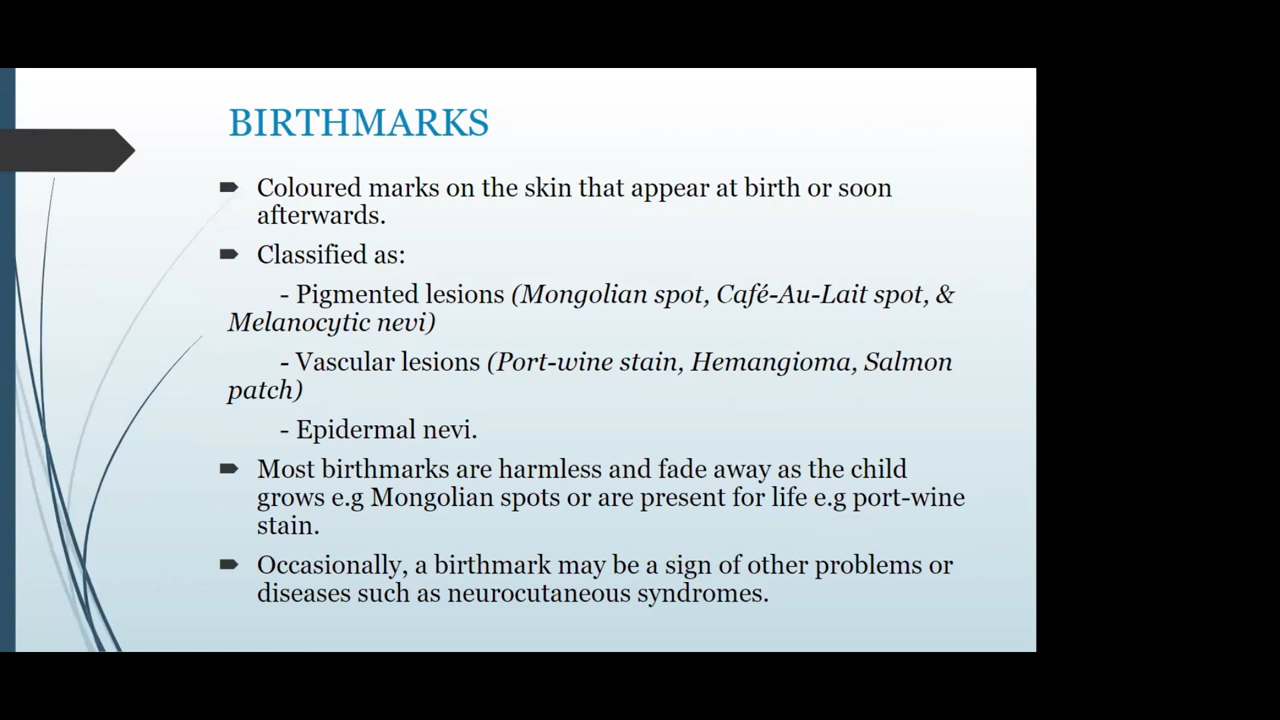 BIRTHMARKS
Coloured marks on the skin that appear at birth or soon
afterwards.
Classified as:
- Pigmented lesions (Mongolian spot, Café-Au-Lait spot, &
Melanocytic nevi)
- Vascular lesions (Port-wine stain, Hemangioma, Salmon
patch)
- Epidermal nevi.
Most birthmarks are harmless and fade away as the child
grows e.g Mongolian spots or are present for life e.g port-wine
stain.
Occasionally, a birthmark may be a sign of other problems or
diseases such as neurocutaneous syndromes.